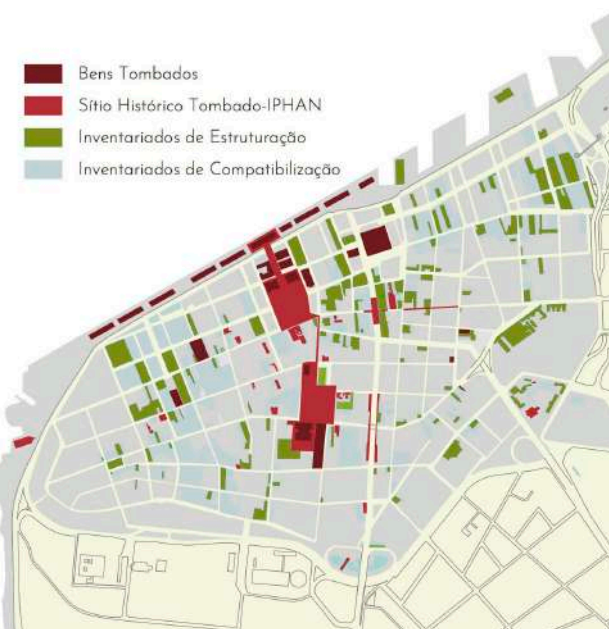 Bens Tombados
Sítio Histórico Tombado-IPHAN
Inventariados de Estruturação
Inventariados de Compatibilização